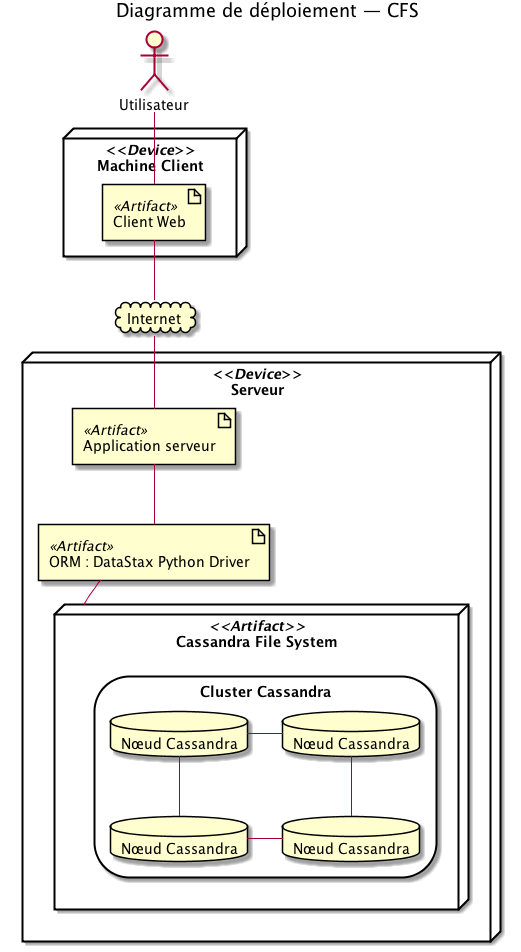 Diagramme de déploiement — CFS
Utilisateur
<<Device>>
Machine Client
«Artifact»
Client Web
Internet
<<Device>>
Serveur
«Artifact»
Application serveur
«Artifact»
ORM : DataStax Python Driver
<<Artifact>>
Cassandra File System
Cluster Cassandra
Nœud Cassandra
Nœud Cassandra
Nœud Cassandra
Nœud Cassandra